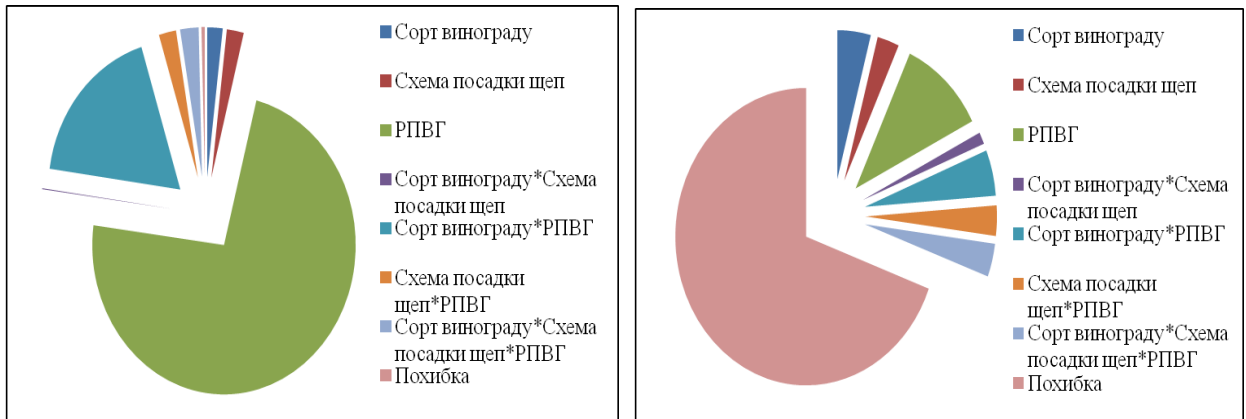 Сорт винограду
Схема посадки щеп
РПВГ
Сорт винограду*Схема
посадки щеп
Сорт винограду*РПВГ
Схема посадки
щеп*РПВГ
Сорт винограду*Схема
посадки щеп*РПВГ
Похибка
Сорт винограду
Схема посадки щеп
РПВГ
Сорт винограду*Схема
посадки щеп
Сорт винограду*РПВГ
Схема посадки
щеп*РПВГ
Сорт винограду*Схема
посадки щеп*РПВГ
Похибка